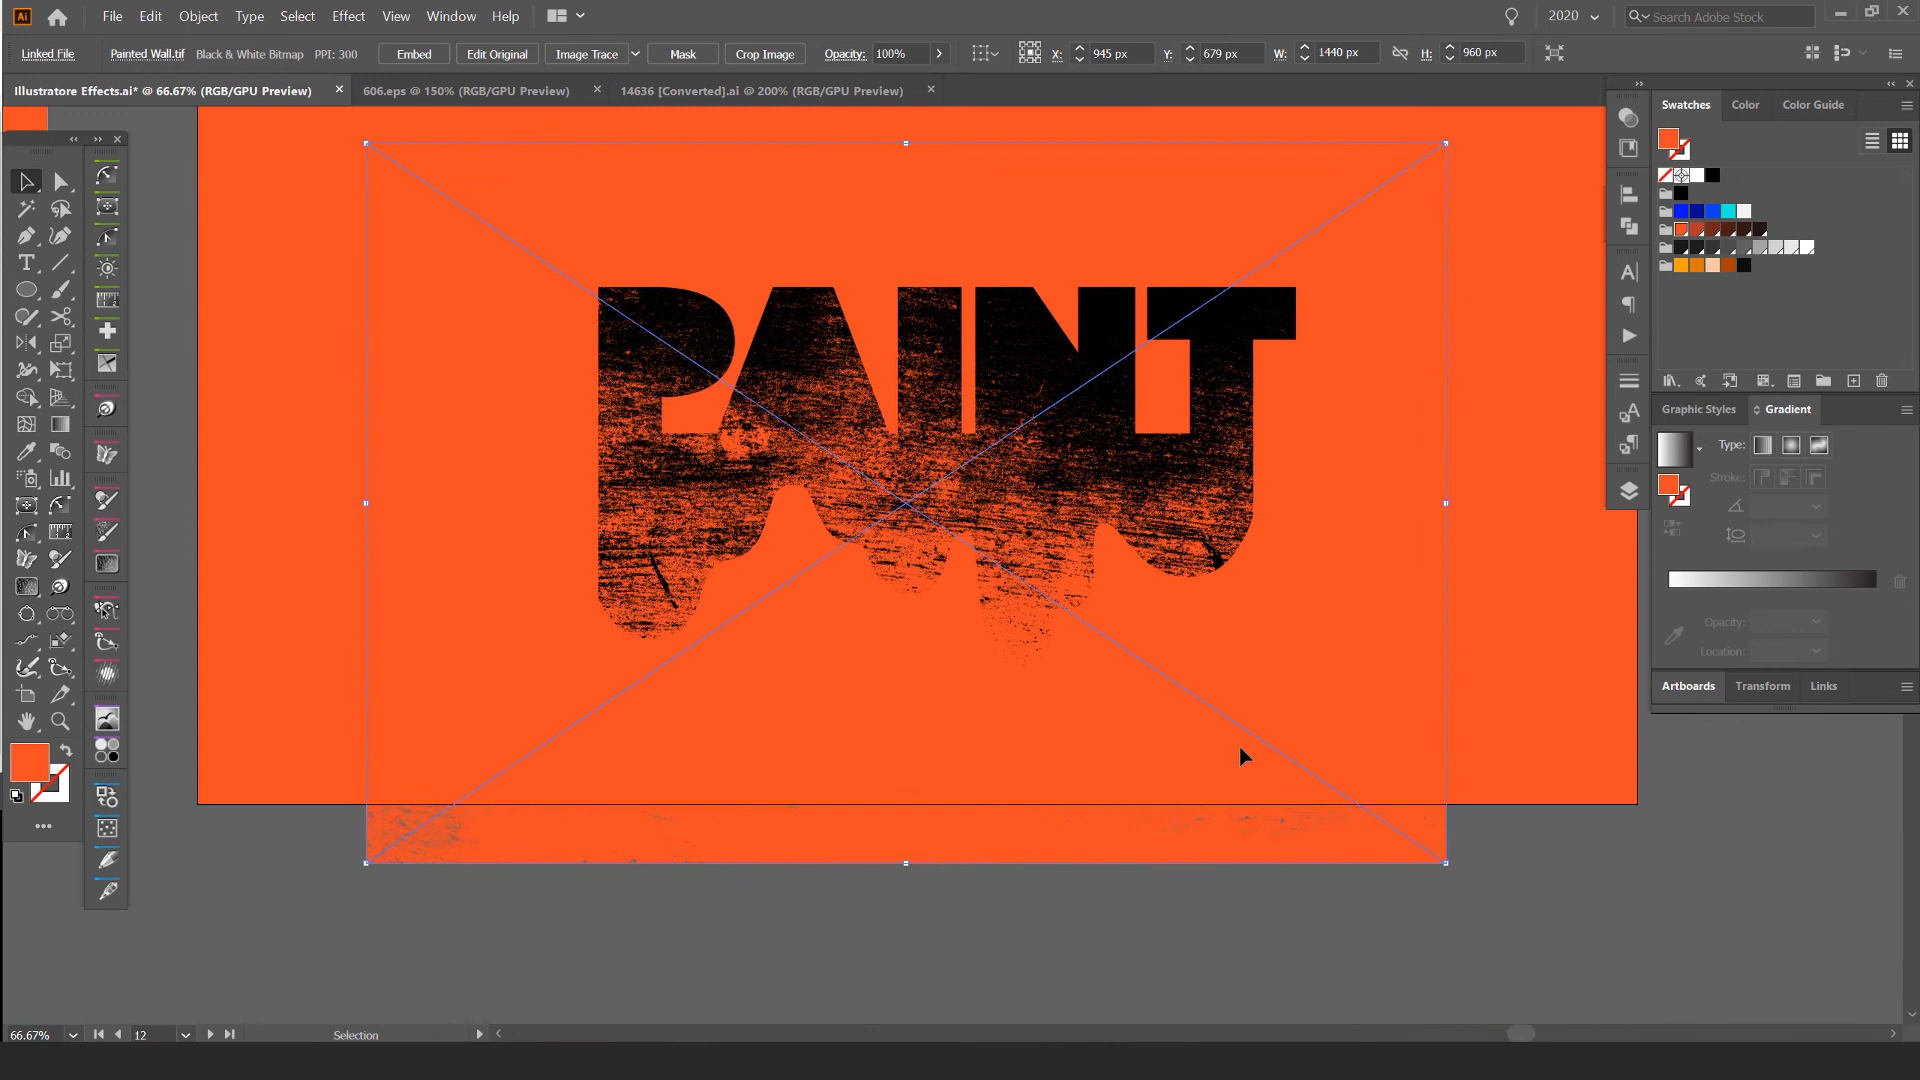 Ai File Edit Object Type Select Effect View Window Help 2020 Search Adobe Stock
Linked File Painted Wall.tif Black & White Bitmap PPI: 300 Embed Edit Original Image Trace Mask Crop Image Opacity: 100% X: 945 px Y: 679 px W: 1440 px H: 960 px
Illustratore Effects.ai* @ 66.67% (RGB/GPU Preview) 606.eps @ 150% (RGB/GPU Preview) 14636 [Converted].ai @ 200% (RGB/GPU Preview)
Swatches Color Color Guide
PAINT
Graphic Styles Gradient
Type:
Stroke:
Opacity:
Location:
Artboards Transform Links
66.67% 12 Selection